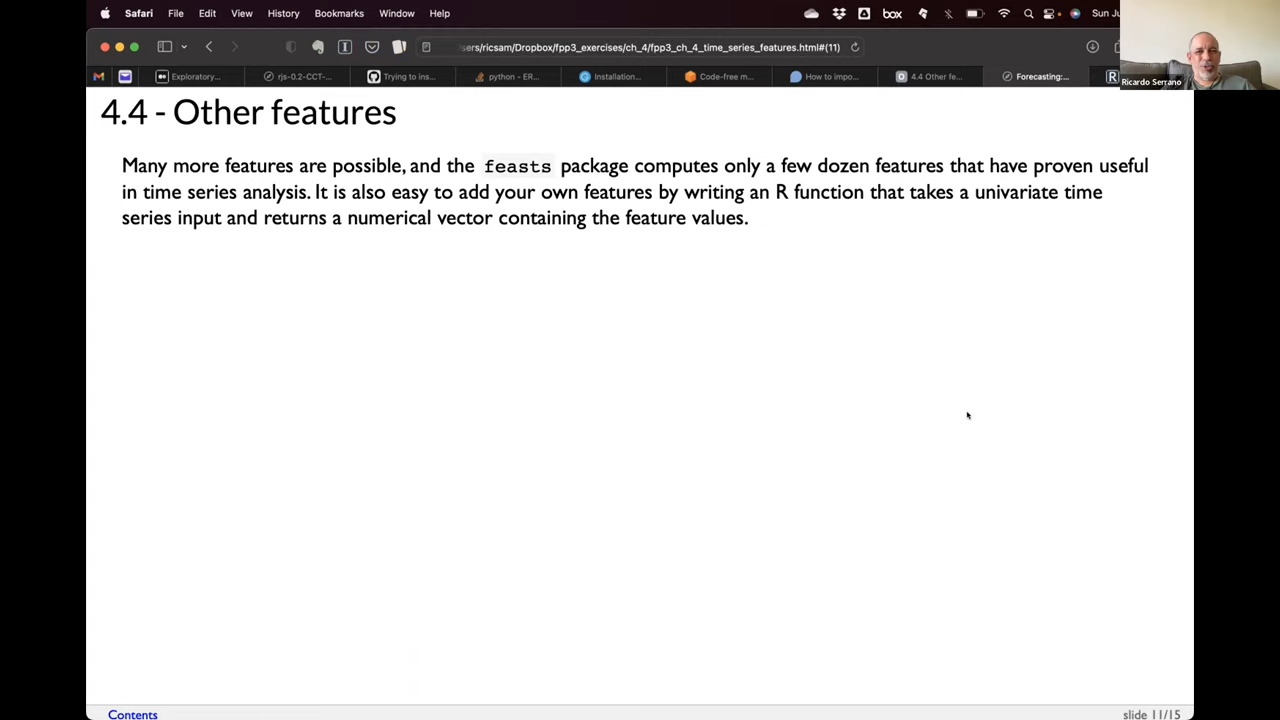 Safari File Edit View History Bookmarks Window Help box Sun Ju
ers/ricsam/Dropbox/fpp3_exercises/ch_4/fpp3_ch_4_time_series_features.html#(11)
Exploratory... rjs-0.2-CCT-... Trying to ins... python - ER... Installation... Code-free m... How to impo... 4.4 Other fe... Forecasting:... R
Ricardo Serrano
4.4 - Other features
Many more features are possible, and the feasts package computes only a few dozen features that have proven useful
in time series analysis. It is also easy to add your own features by writing an R function that takes a univariate time
series input and returns a numerical vector containing the feature values.
Contents slide 11/15